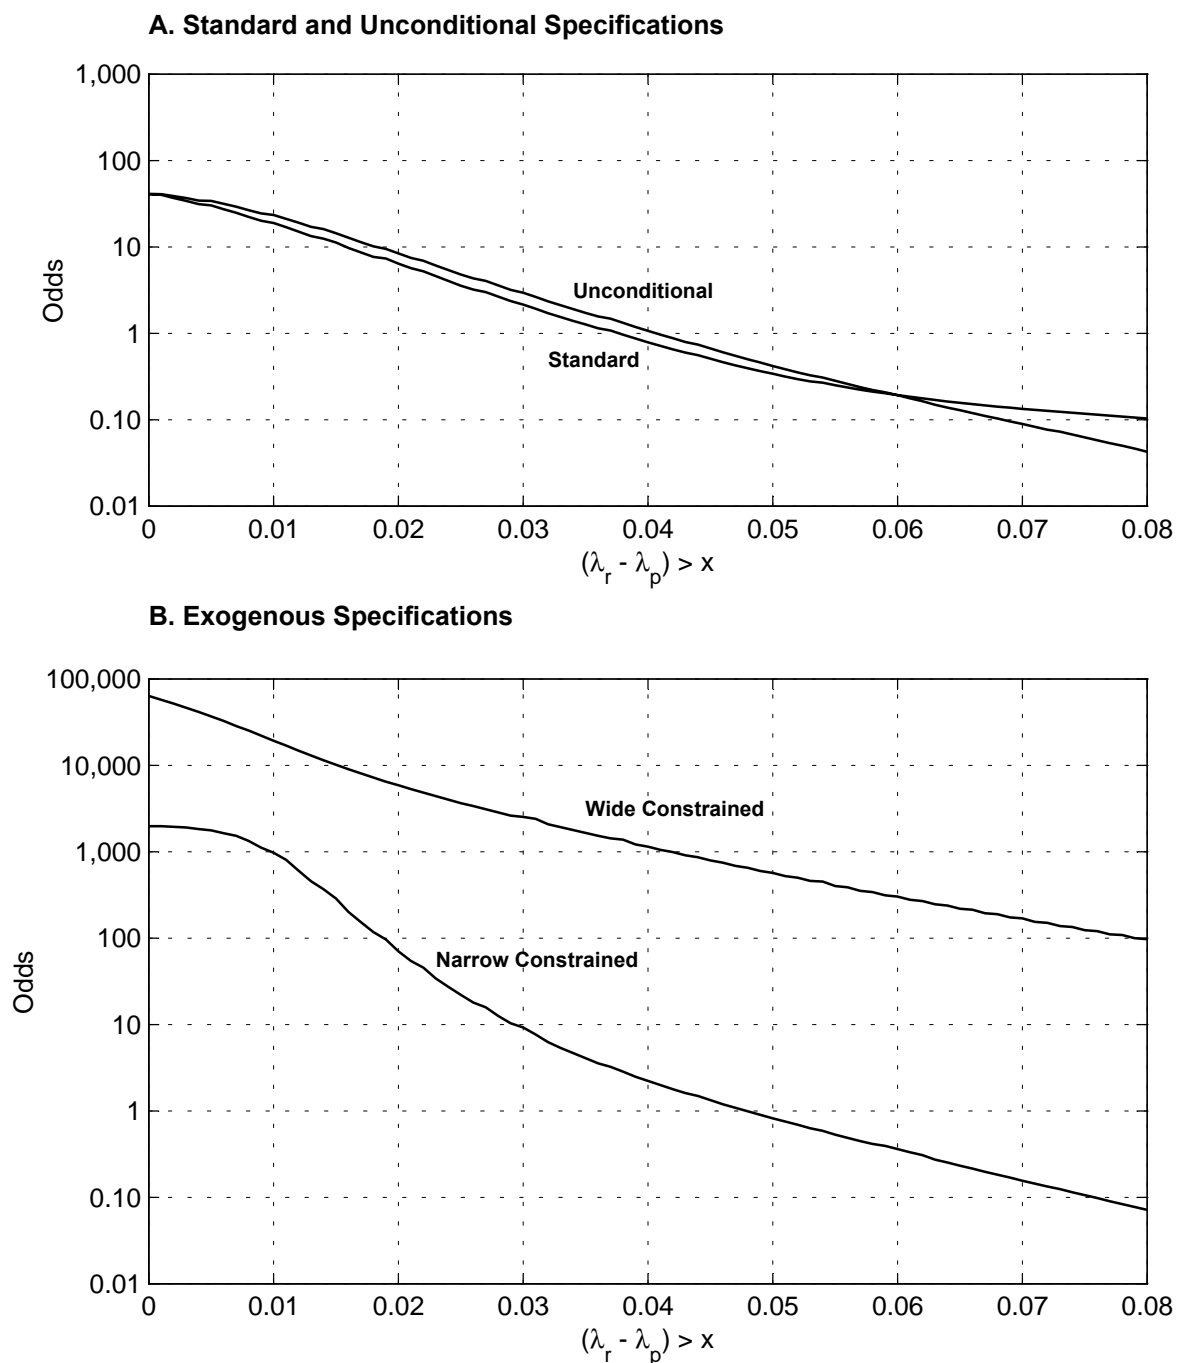 A. Standard and Unconditional Specifications
1,000
100
10
1
0.10
0.01
Odds
Unconditional
Standard
0 0.01 0.02 0.03 0.04 0.05 0.06 0.07 0.08
(λr - λp) > x
B. Exogenous Specifications
100,000
10,000
1,000
100
10
1
0.10
0.01
Odds
Wide Constrained
Narrow Constrained
0 0.01 0.02 0.03 0.04 0.05 0.06 0.07 0.08
(λr - λp) > x